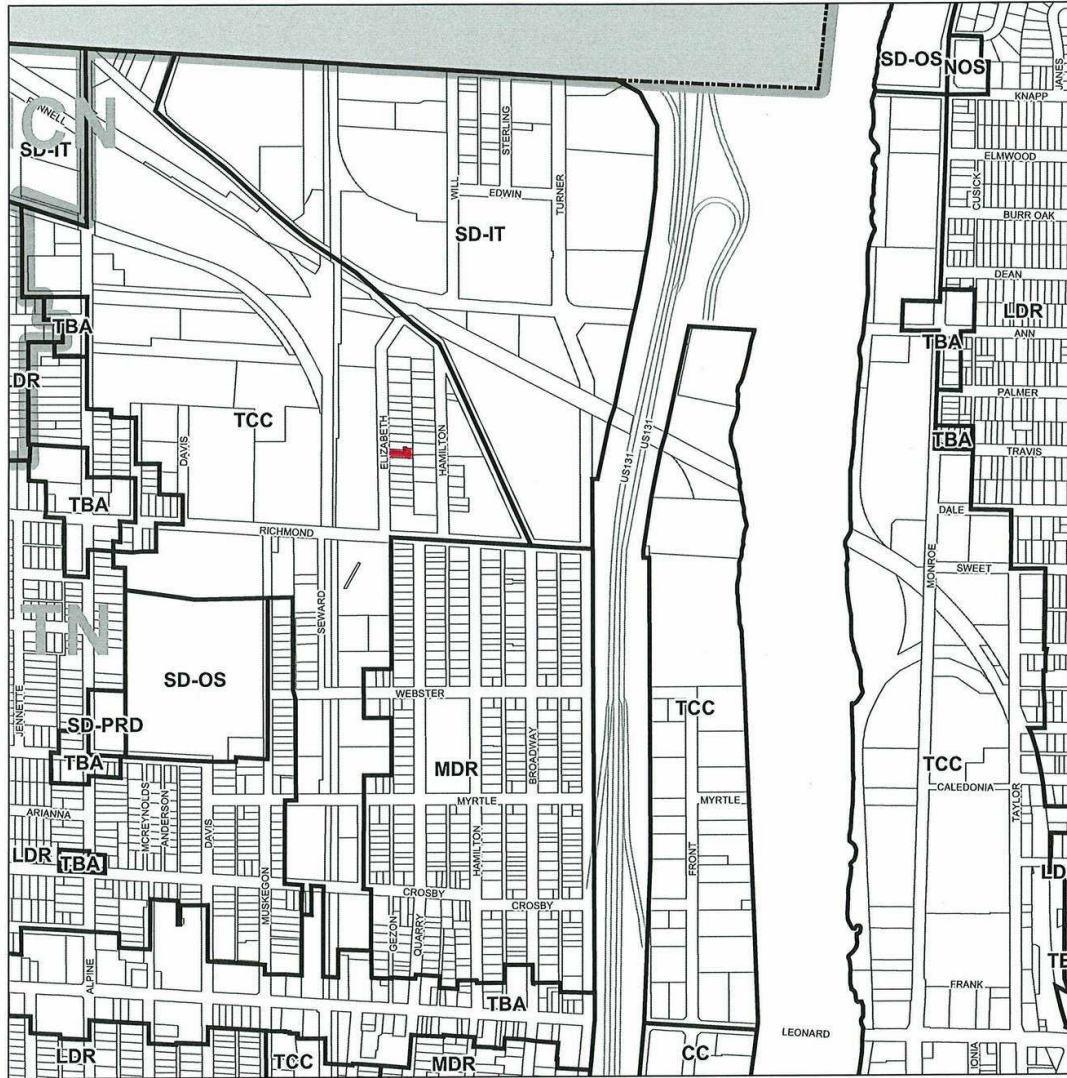 SD-OS
NOS
JANES
KNAPP
CN
SD-IT
STERLING
WILL
EDWIN
TURNER
SD-IT
ELMWOOD
CUSICK
BURR OAK
DEAN
LDR
TBA
ANN
TBA
LDR
PALMER
TCC
US131
US131
ELIZABETH
HAMILTON
DAVIS
TBA
TRAVIS
TBA
DALE
RICHMOND
MONROE
SWEET
TN
SEWARD
SD-OS
JENNETTE
WEBSTER
SD-PRD
TCC
BROADWAY
TBA
MDR
TCC
MCREYNOLDS
ANDERSON
MYRTLE
MYRTLE
CALEDONIA
TAYLOR
ARIANNA
DAVIS
HAMILTON
FRONT
LDR
TBA
MUSKEGON
CROSBY
CROSBY
LD
GEZON
QUARRY
ALPINE
TBA
FRANK
LEONARD
LDR
TCC
MDR
CC
IONIA